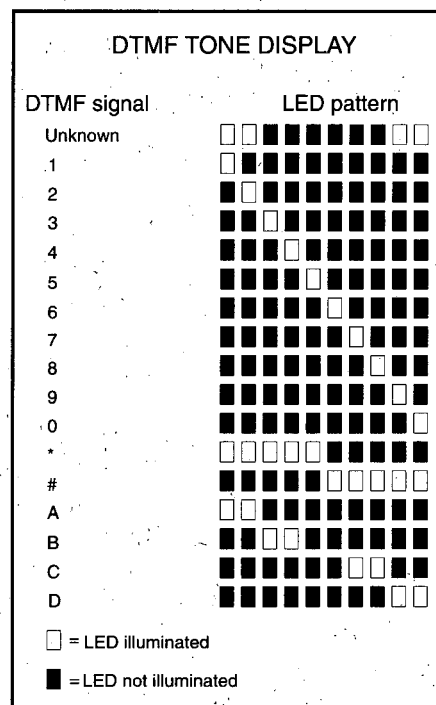 DTMF TONE DISPLAY
DTMF signal LED pattern
Unknown
1
2
3
4
5
6
7
8
9
0
*
#
A
B
C
D
= LED illuminated
= LED not illuminated